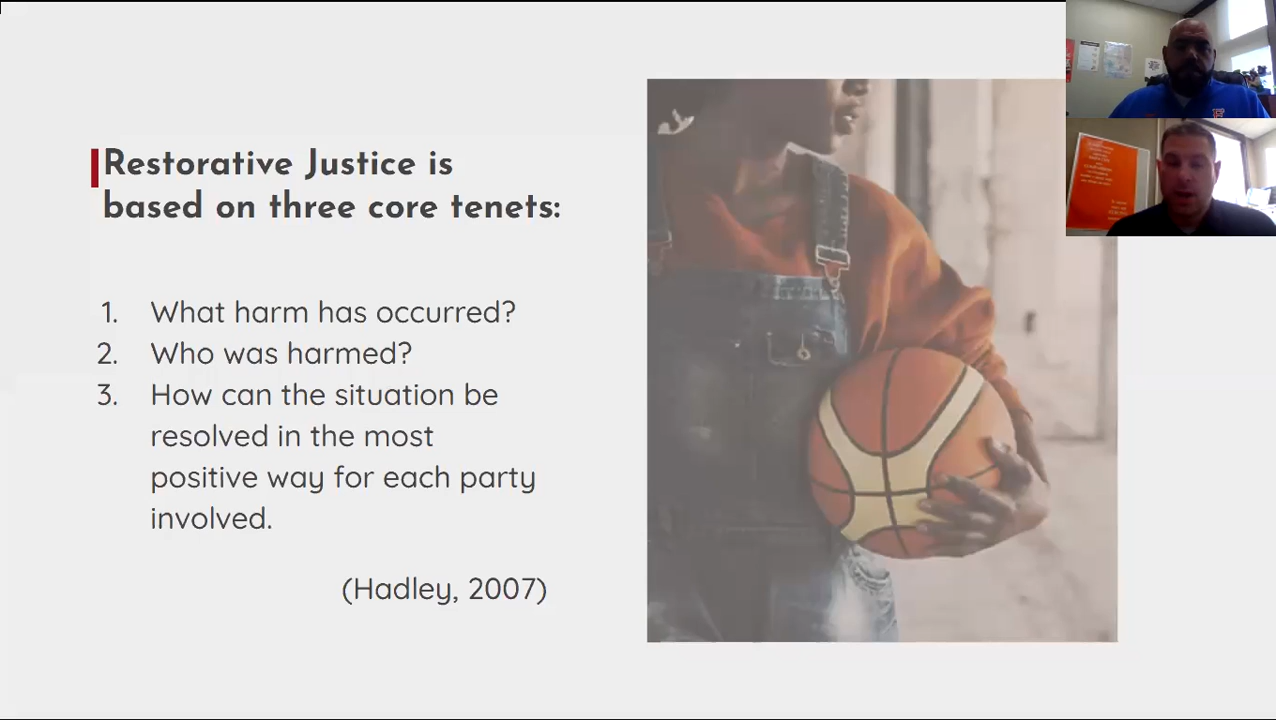 Restorative Justice is
based on three core tenets:
1. What harm has occurred?
2. Who was harmed?
3. How can the situation be
resolved in the most
positive way for each party
involved.
(Hadley, 2007)